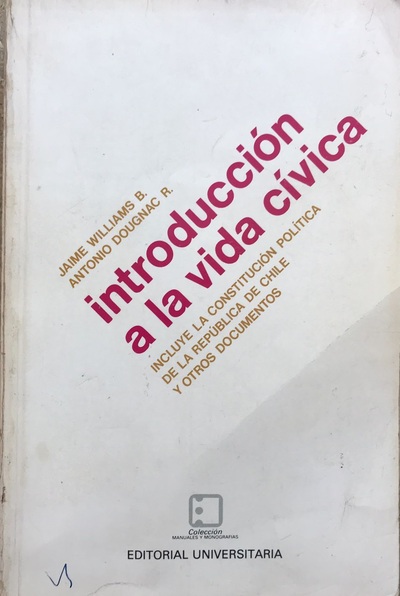 JAIME WILLIAMS B.
ANTONIO DOUGNAC R.
introducción
a la vida cívica
INCLUYE LA CONSTITUCIÓN POLÍTICA
DE LA REPÚBLICA DE CHILE
Y OTROS DOCUMENTOS
Colección
MANUALES Y MONOGRAFIAS
EDITORIAL UNIVERSITARIA